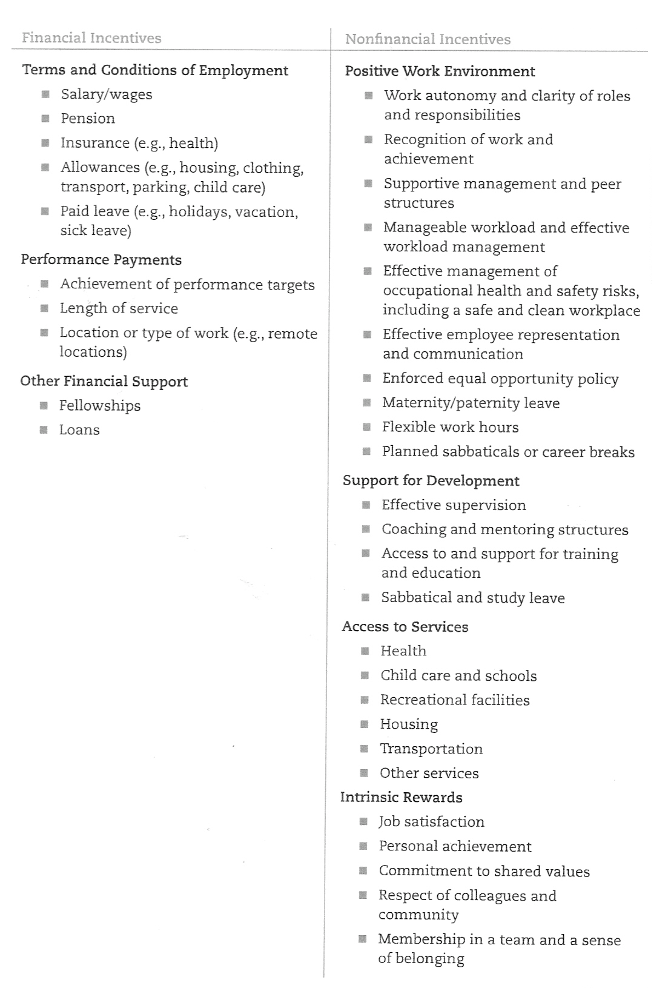 Financial Incentives
Terms and Conditions of Employment
Salary/wages
Pension
Insurance (e.g., health)
Allowances (e.g., housing, clothing,
transport, parking, child care)
Paid leave (e.g., holidays, vacation,
sick leave)
Performance Payments
Achievement of performance targets
Length of service
Location or type of work (e.g., remote
locations)
Other Financial Support
Fellowships
Loans
Nonfinancial Incentives
Positive Work Environment
Work autonomy and clarity of roles
and responsibilities
Recognition of work and
achievement
Supportive management and peer
structures
Manageable workload and effective
workload management
Effective management of
occupational health and safety risks,
including a safe and clean workplace
Effective employee representation
and communication
Enforced equal opportunity policy
Maternity/paternity leave
Flexible work hours
Planned sabbaticals or career breaks
Support for Development
Effective supervision
Coaching and mentoring structures
Access to and support for training
and education
Sabbatical and study leave
Access to Services
Health
Child care and schools
Recreational facilities
Housing
Transportation
Other services
Intrinsic Rewards
Job satisfaction
Personal achievement
Commitment to shared values
Respect of colleagues and
community
Membership in a team and a sense
of belonging